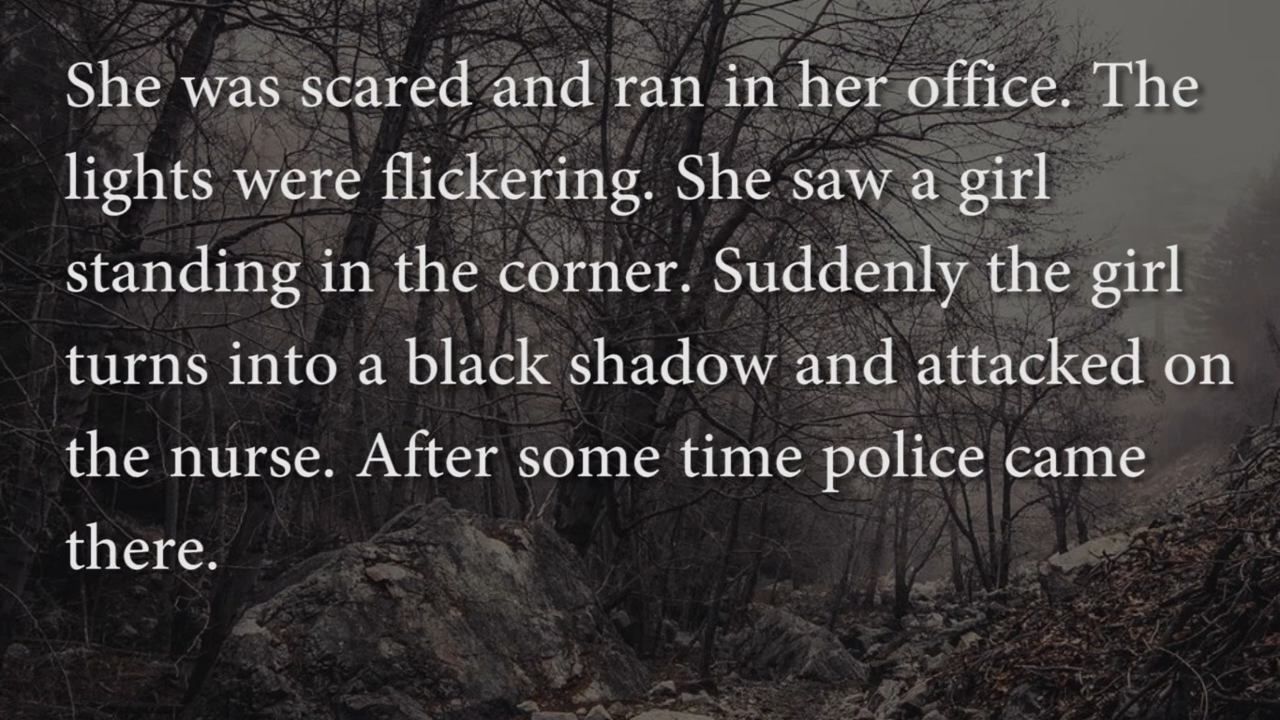 She was scared and ran in her office. The
lights were flickering. She saw a girl
standing in the corner. Suddenly the girl
turns into a black shadow and attacked on
the nurse. After some time police came
there.